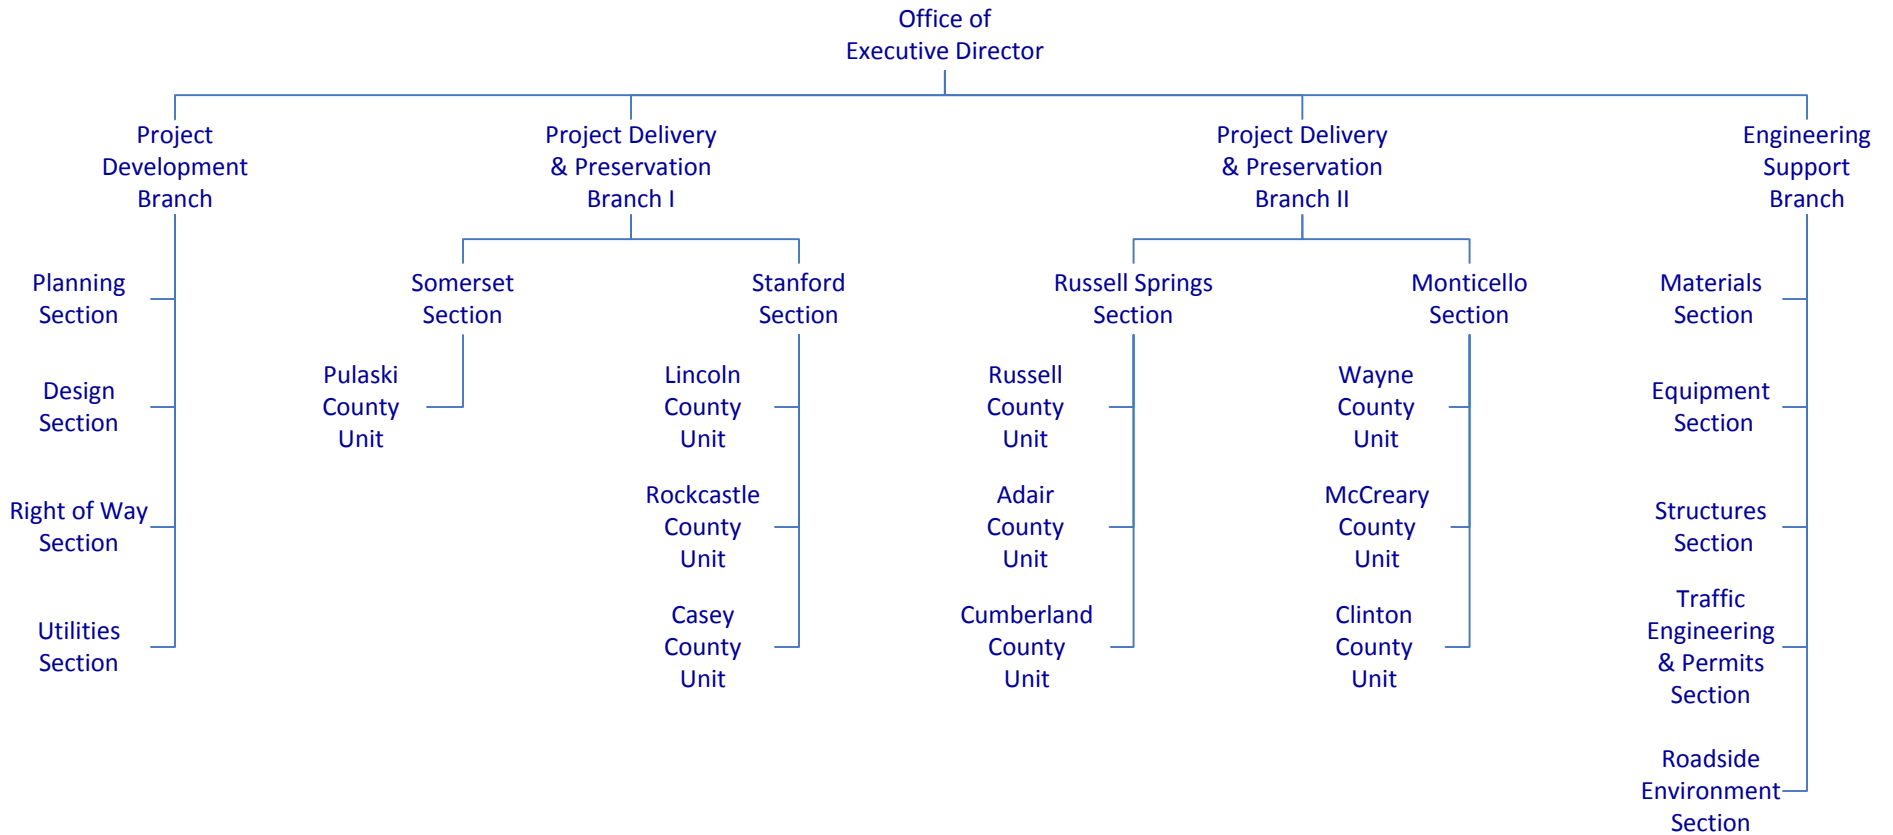 Office of
Executive Director
Project
Development
Branch
Project Delivery
& Preservation
Branch I
Project Delivery
& Preservation
Branch II
Engineering
Support
Branch
Planning
Section
Design
Section
Right of Way
Section
Utilities
Section
Somerset
Section
Pulaski
County
Unit
Stanford
Section
Lincoln
County
Unit
Rockcastle
County
Unit
Casey
County
Unit
Russell Springs
Section
Russell
County
Unit
Adair
County
Unit
Cumberland
County
Unit
Monticello
Section
Wayne
County
Unit
McCreary
County
Unit
Clinton
County
Unit
Materials
Section
Equipment
Section
Structures
Section
Traffic
Engineering
& Permits
Section
Roadside
Environment
Section